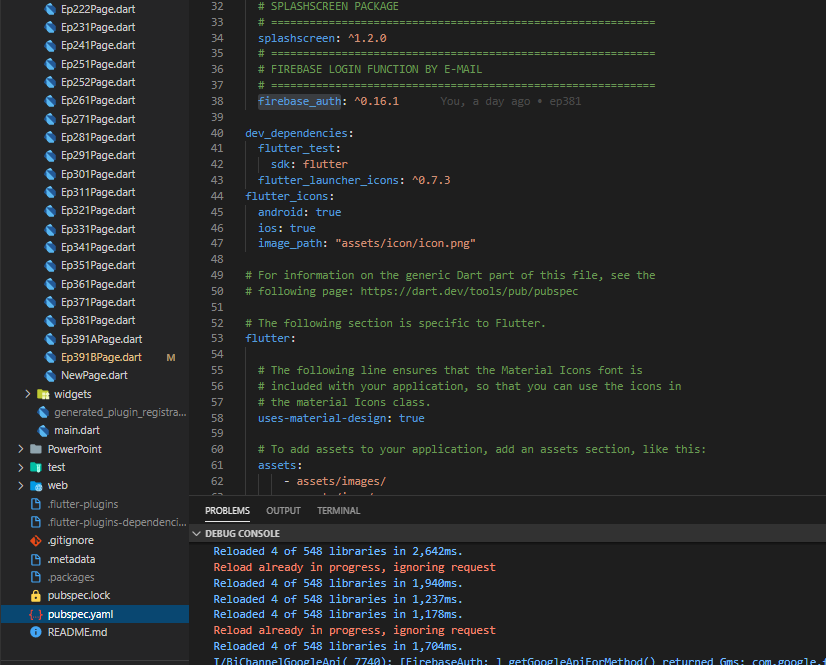 Ep222Page.dart
Ep231Page.dart
Ep241Page.dart
Ep251Page.dart
Ep252Page.dart
Ep261Page.dart
Ep271Page.dart
Ep281Page.dart
Ep291Page.dart
Ep301Page.dart
Ep311Page.dart
Ep321Page.dart
Ep331Page.dart
Ep341Page.dart
Ep351Page.dart
Ep361Page.dart
Ep371Page.dart
Ep381Page.dart
Ep391APage.dart
Ep391BPage.dart M
NewPage.dart
widgets
generated_plugin_registra...
main.dart
PowerPoint
test
web
.flutter-plugins
.flutter-plugins-dependenci...
.gitignore
.metadata
.packages
pubspec.lock
pubspec.yaml
README.md
32 # SPLASHSCREEN PACKAGE
33 # =============================================================
34 splashscreen: ^1.2.0
35 # =============================================================
36 # FIREBASE LOGIN FUNCTION BY E-MAIL
37 # =============================================================
38 firebase_auth: ^0.16.1 You, a day ago • ep381
39
40 dev_dependencies:
41 flutter_test:
42 sdk: flutter
43 flutter_launcher_icons: ^0.7.3
44 flutter_icons:
45 android: true
46 ios: true
47 image_path: "assets/icon/icon.png"
48
49 # For information on the generic Dart part of this file, see the
50 # following page: https://dart.dev/tools/pub/pubspec
51
52 # The following section is specific to Flutter.
53 flutter:
54
55 # The following line ensures that the Material Icons font is
56 # included with your application, so that you can use the icons in
57 # the material Icons class.
58 uses-material-design: true
59
60 # To add assets to your application, add an assets section, like this:
61 assets:
62 - assets/images/
PROBLEMS OUTPUT TERMINAL
DEBUG CONSOLE
Reloaded 4 of 548 libraries in 2,642ms.
Reload already in progress, ignoring request
Reloaded 4 of 548 libraries in 1,940ms.
Reloaded 4 of 548 libraries in 1,237ms.
Reloaded 4 of 548 libraries in 1,178ms.
Reload already in progress, ignoring request
Reloaded 4 of 548 libraries in 1,704ms.
I/BiChannelGoogleApi( 7740): [FirebaseAuth: ] getGoogleApiForMethod() returned Gms: com.google.